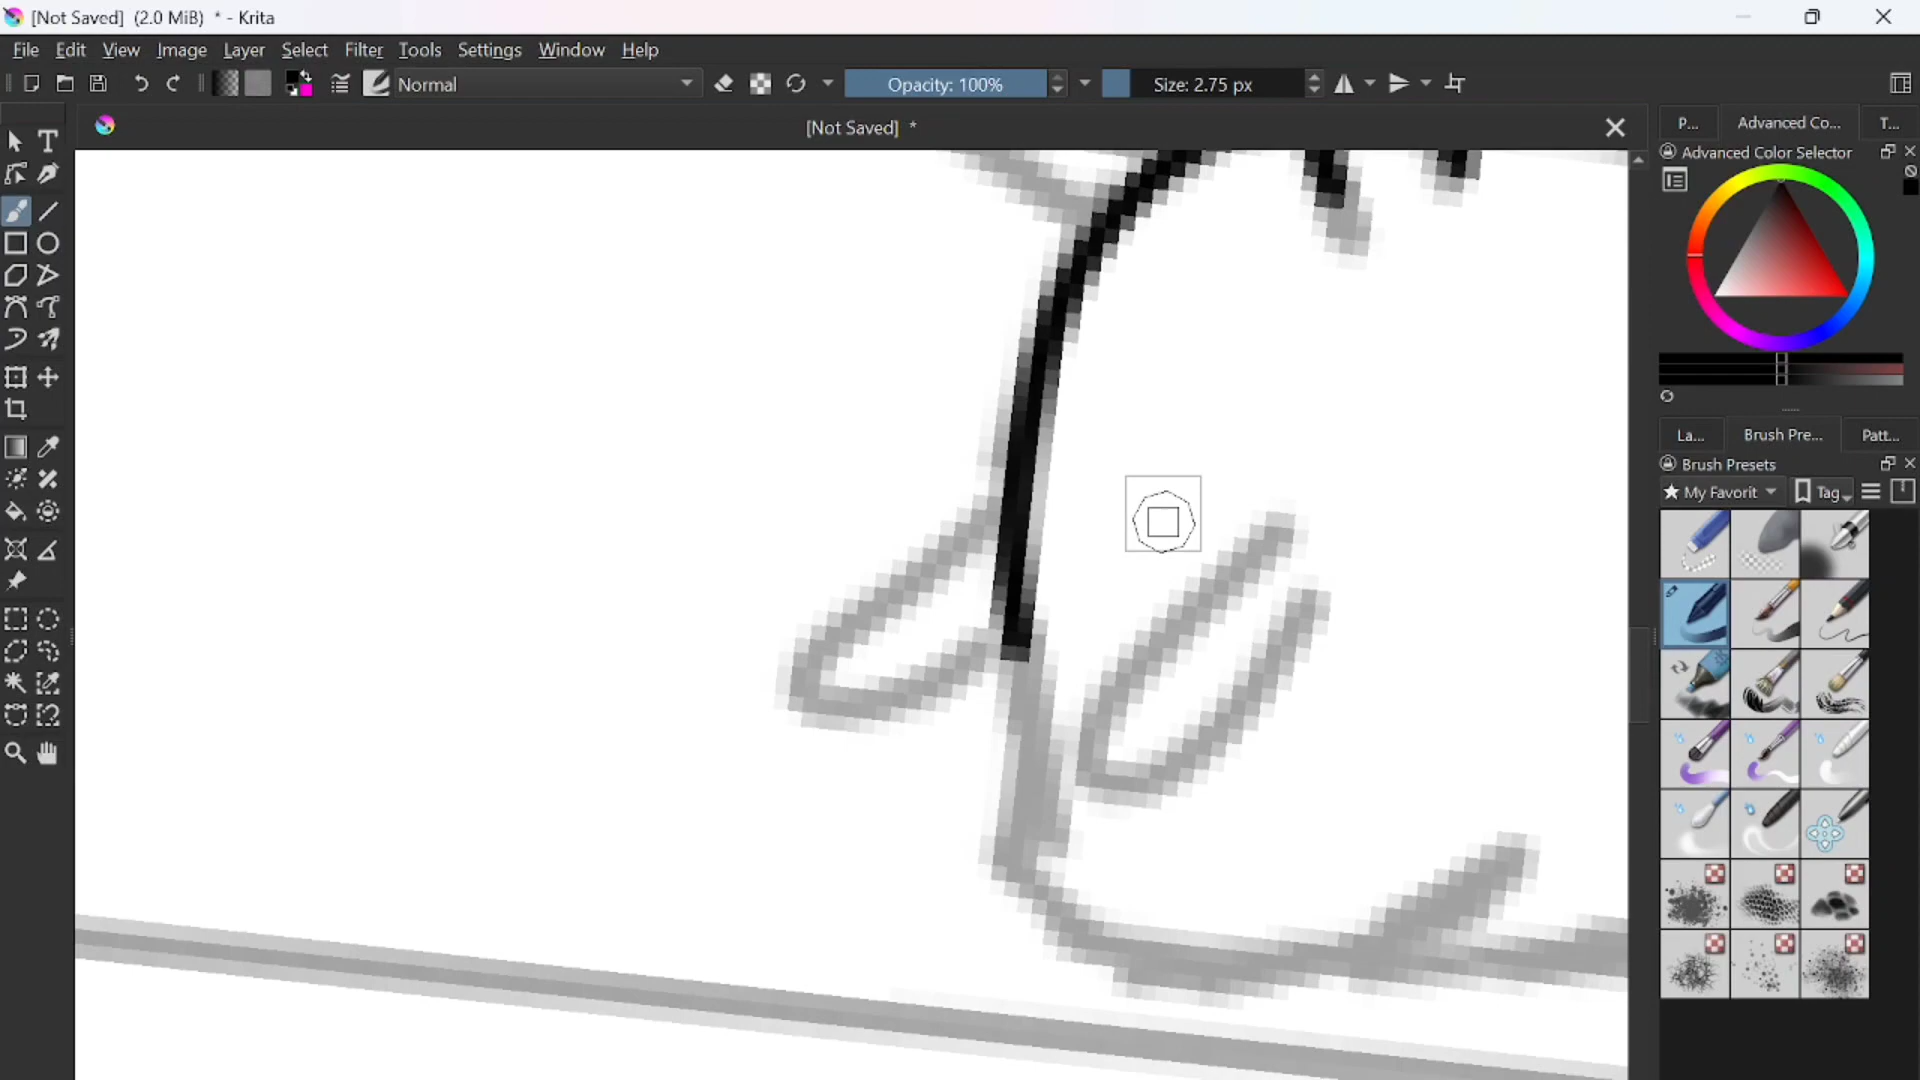 [Not Saved] (2.0 MiB) * - Krita
File Edit View Image Layer Select Filter Tools Settings Window Help
Normal Opacity: 100% Size: 2.75 px
[Not Saved] *
P... Advanced Co... T...
Advanced Color Selector
La... Brush Pre... Patt...
Brush Presets
★ My Favorit Tag